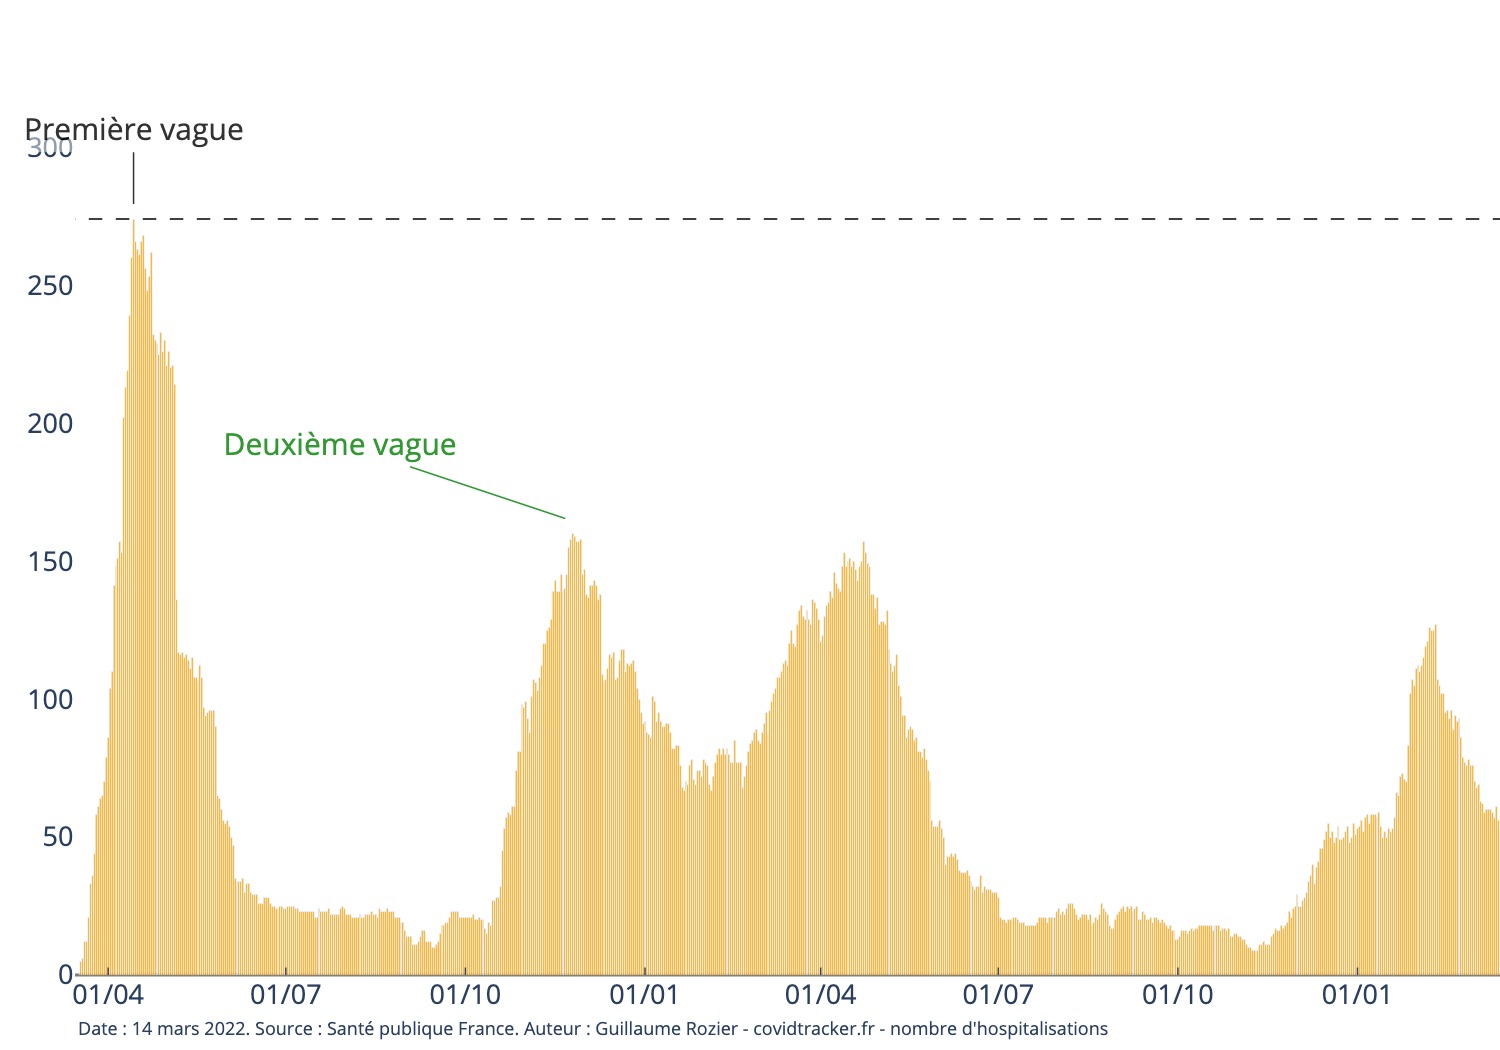 Première vague
300
250
200
Deuxième vague
150
100
50
0
01/04 01/07 01/10 01/01 01/04 01/07 01/10 01/01
Date : 14 mars 2022. Source : Santé publique France. Auteur : Guillaume Rozier - covidtracker.fr - nombre d'hospitalisations